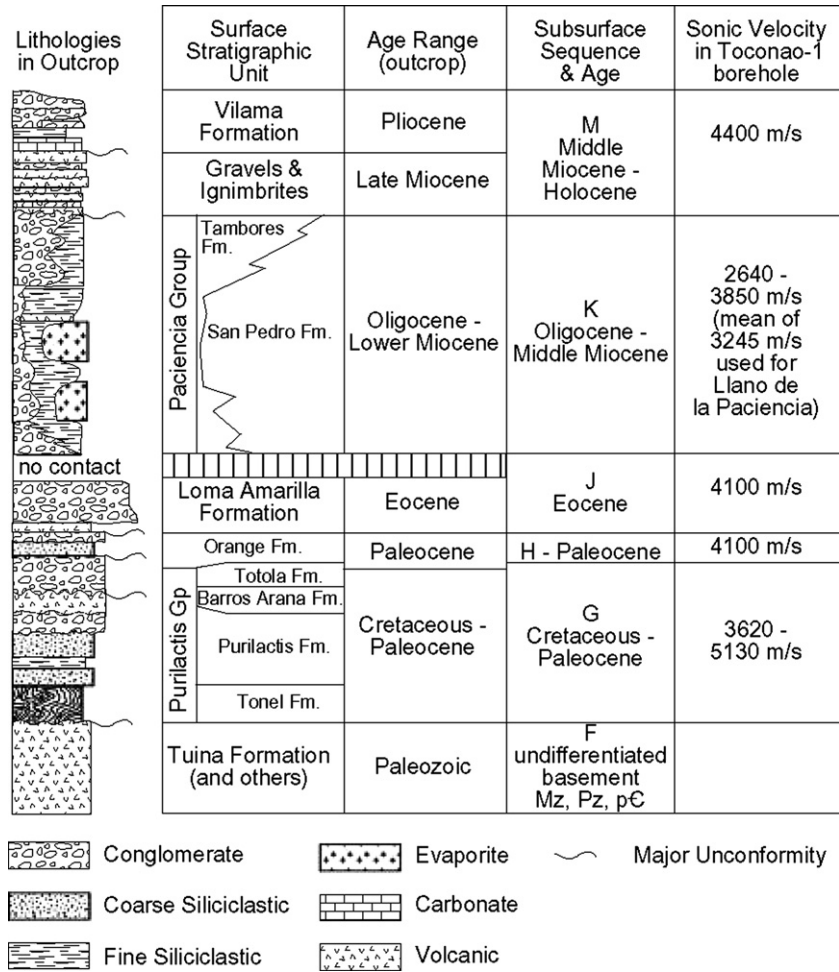 Lithologies
in Outcrop
Surface
Stratigraphic
Unit
Age Range
(outcrop)
Subsurface
Sequence
& Age
Sonic Velocity
in Toconao-1
borehole
Vilama
Formation
Pliocene
M
Middle
Miocene -
Holocene
4400 m/s
Gravels &
Ignimbrites
Late Miocene
Paciencia Group
Tambores
Fm.
San Pedro Fm.
Oligocene -
Lower Miocene
K
Oligocene -
Middle Miocene
2640 -
3850 m/s
(mean of
3245 m/s
used for
Llano de
la Paciencia)
no contact
Loma Amarilla
Formation
Eocene
J
Eocene
4100 m/s
Orange Fm.
Paleocene
H - Paleocene
4100 m/s
Purilactis Gp
Totola Fm.
Barros Arana Fm.
Purilactis Fm.
Tonel Fm.
Cretaceous -
Paleocene
G
Cretaceous -
Paleocene
3620 -
5130 m/s
Tuina Formation
(and others)
Paleozoic
F
undifferentiated
basement
Mz, Pz, p€
Conglomerate
Evaporite
Major Unconformity
Coarse Siliciclastic
Carbonate
Fine Siliciclastic
Volcanic